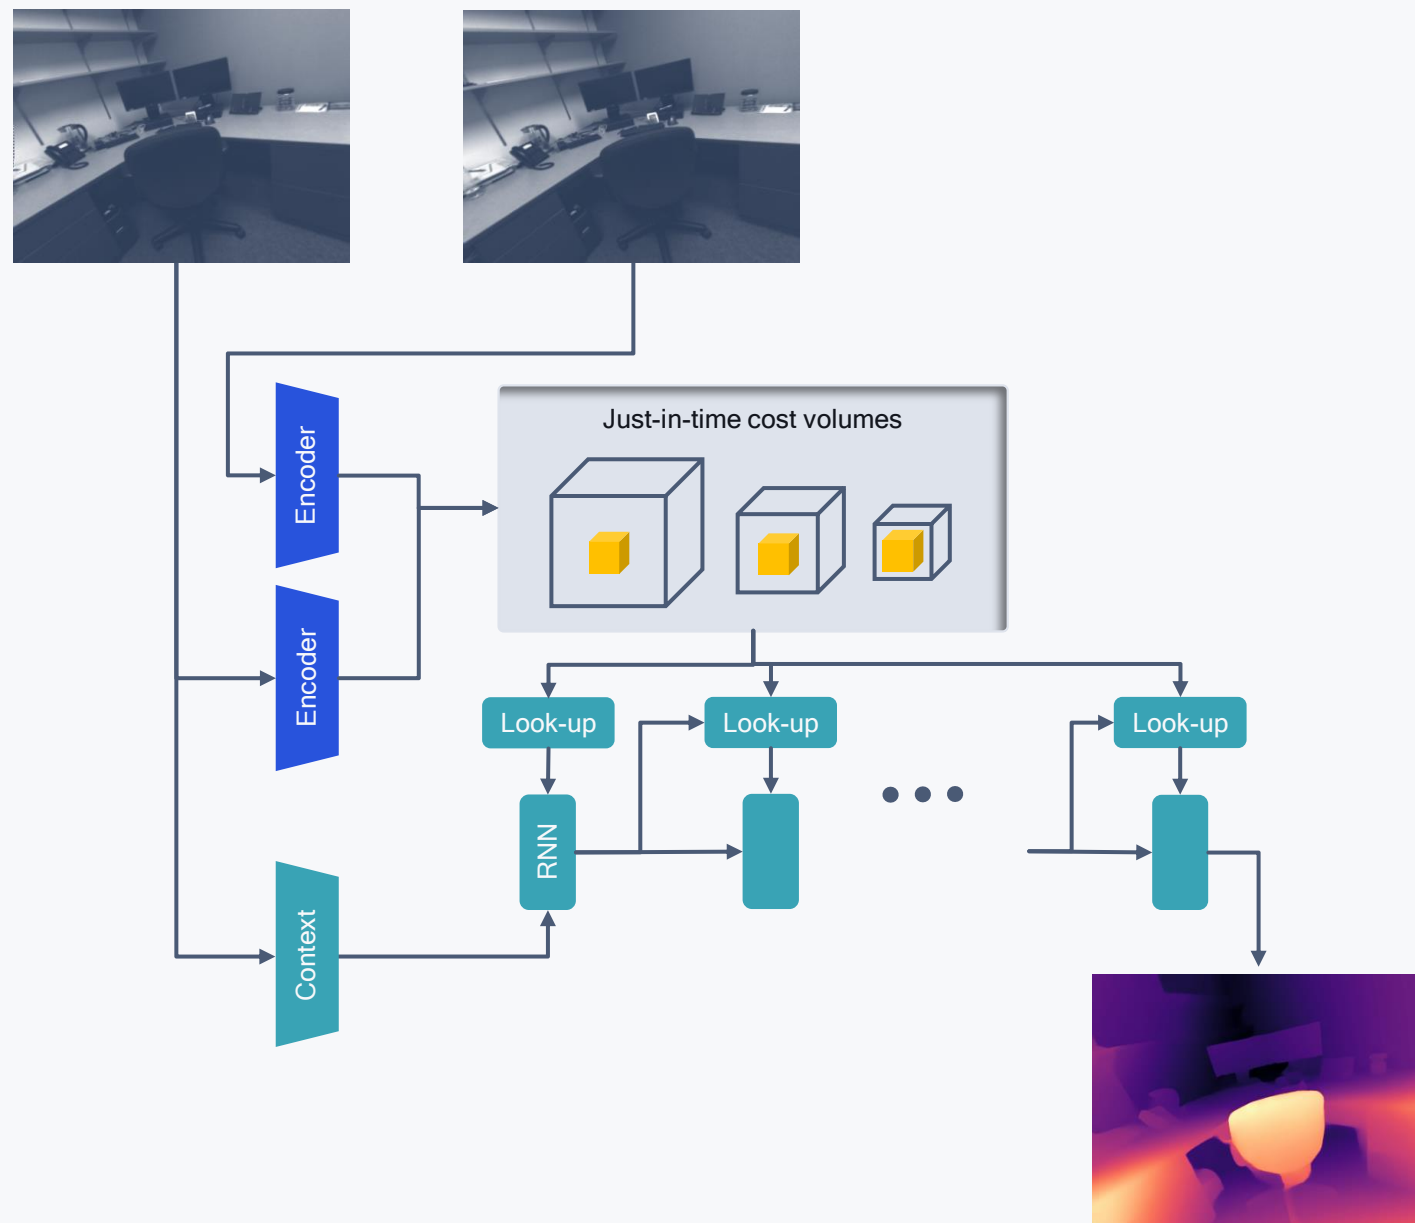 Just-in-time cost volumes
Encoder
Encoder
Look-up
Look-up
Look-up
RNN
Context